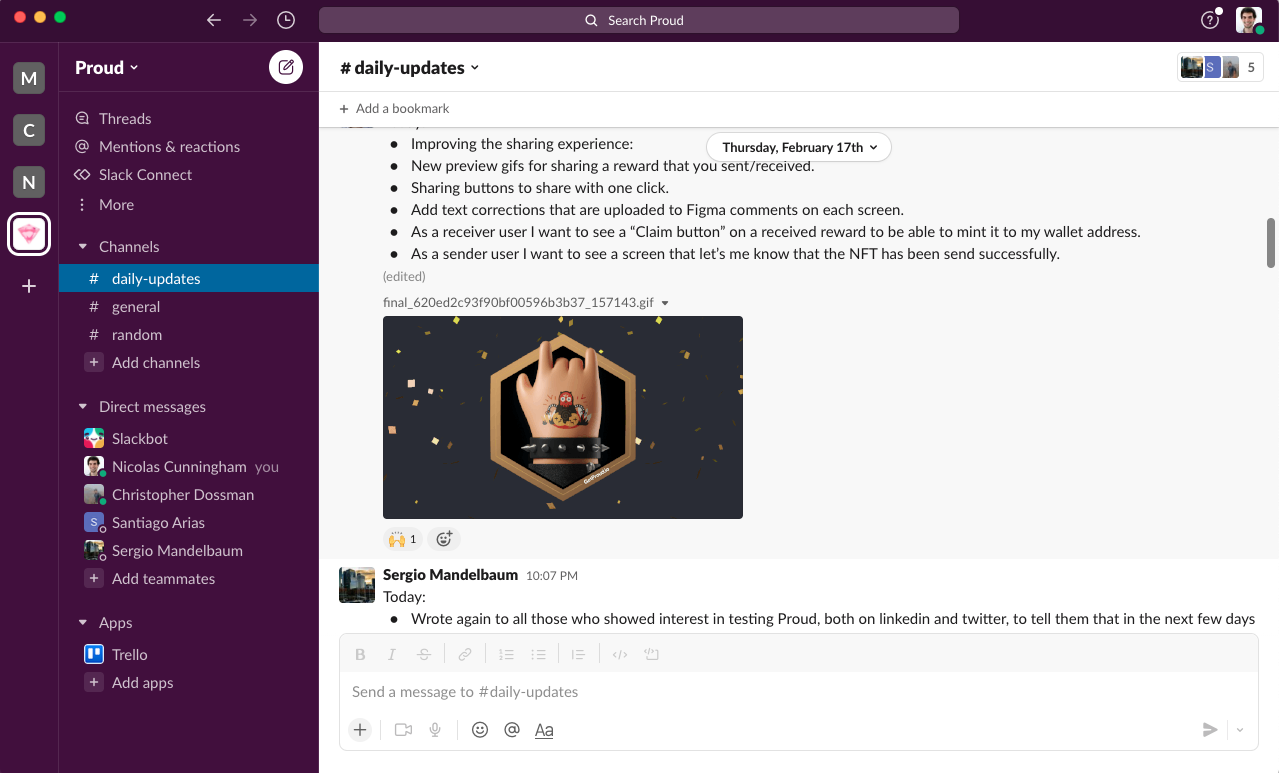 Search Proud
M
C
N
Proud
Threads
Mentions & reactions
Slack Connect
More
Channels
# daily-updates
# general
# random
+ Add channels
Direct messages
Slackbot
Nicolas Cunningham you
Christopher Dossman
S Santiago Arias
Sergio Mandelbaum
+ Add teammates
Apps
Trello
+ Add apps
# daily-updates
S 5
+ Add a bookmark
Thursday, February 17th
● Improving the sharing experience:
● New preview gifs for sharing a reward that you sent/received.
● Sharing buttons to share with one click.
● Add text corrections that are uploaded to Figma comments on each screen.
● As a receiver user I want to see a “Claim button” on a received reward to be able to mint it to my wallet address.
● As a sender user I want to see a screen that let’s me know that the NFT has been send successfully.
(edited)
final_620ed2c93f90bf00596b3b37_157143.gif
GetProud.io
1
Sergio Mandelbaum 10:07 PM
Today:
● Wrote again to all those who showed interest in testing Proud, both on linkedin and twitter, to tell them that in the next few days
B I S
Send a message to #daily-updates
+ @ Aa